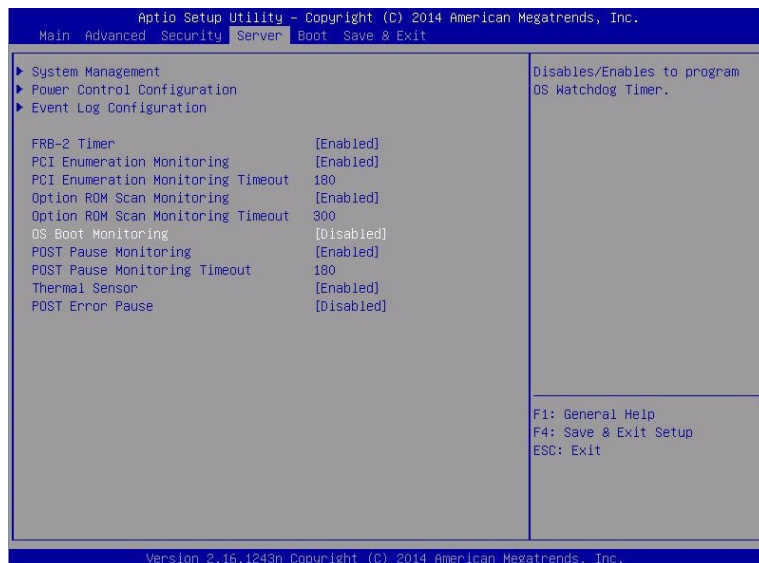 Aptio Setup Utility – Copyright (C) 2014 American Megatrends, Inc.
Main Advanced Security Server Boot Save & Exit
System Management
Power Control Configuration
Event Log Configuration
FRB-2 Timer [Enabled]
PCI Enumeration Monitoring [Enabled]
PCI Enumeration Monitoring Timeout 180
Option ROM Scan Monitoring [Enabled]
Option ROM Scan Monitoring Timeout 300
OS Boot Monitoring [Disabled]
POST Pause Monitoring [Enabled]
POST Pause Monitoring Timeout 180
Thermal Sensor [Enabled]
POST Error Pause [Disabled]
Disables/Enables to program
OS Watchdog Timer.
F1: General Help
F4: Save & Exit Setup
ESC: Exit
Version 2.16.1243n Copyright (C) 2014 American Megatrends, Inc.